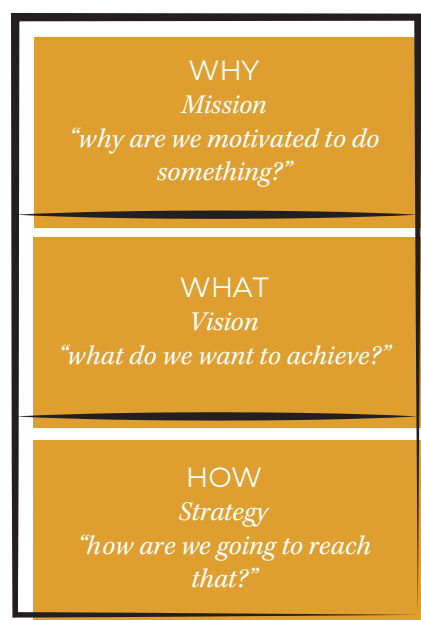 WHY
Mission
“why are we motivated to do
something?”
WHAT
Vision
“what do we want to achieve?”
HOW
Strategy
“how are we going to reach
that?”